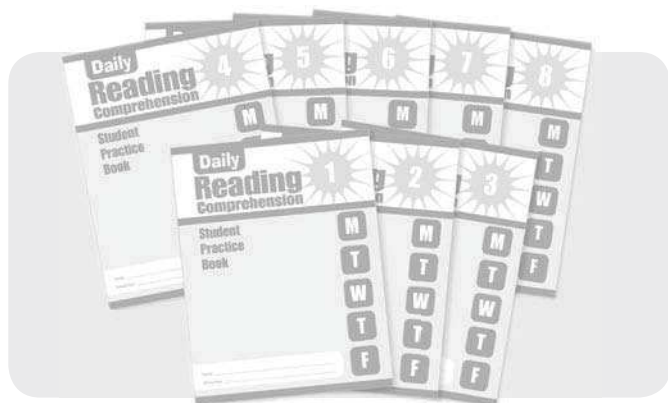 Daily
Reading
Comprehension
4
Student
Practice
Book
M
5
M
6
M
7
M
8
M
T
W
T
F
Daily
Reading
Comprehension
1
Student
Practice
Book
M
T
W
T
F
2
M
T
W
T
F
3
M
T
W
T
F